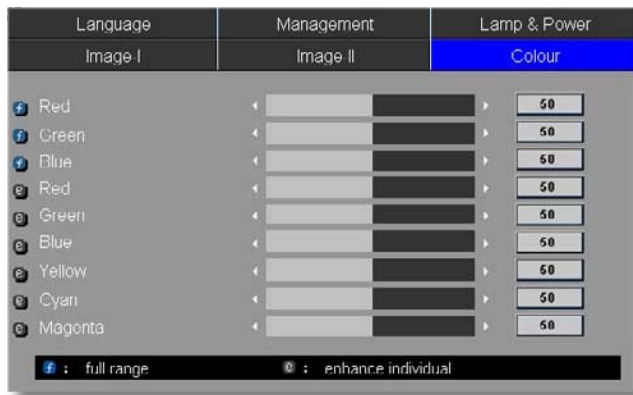 Language Management Lamp & Power
Image-I Image-II Colour
f Red 50
f Green 50
f Blue 50
e Red 50
e Green 50
e Blue 50
e Yellow 50
e Cyan 50
e Magenta 50
f : full range e : enhance individual